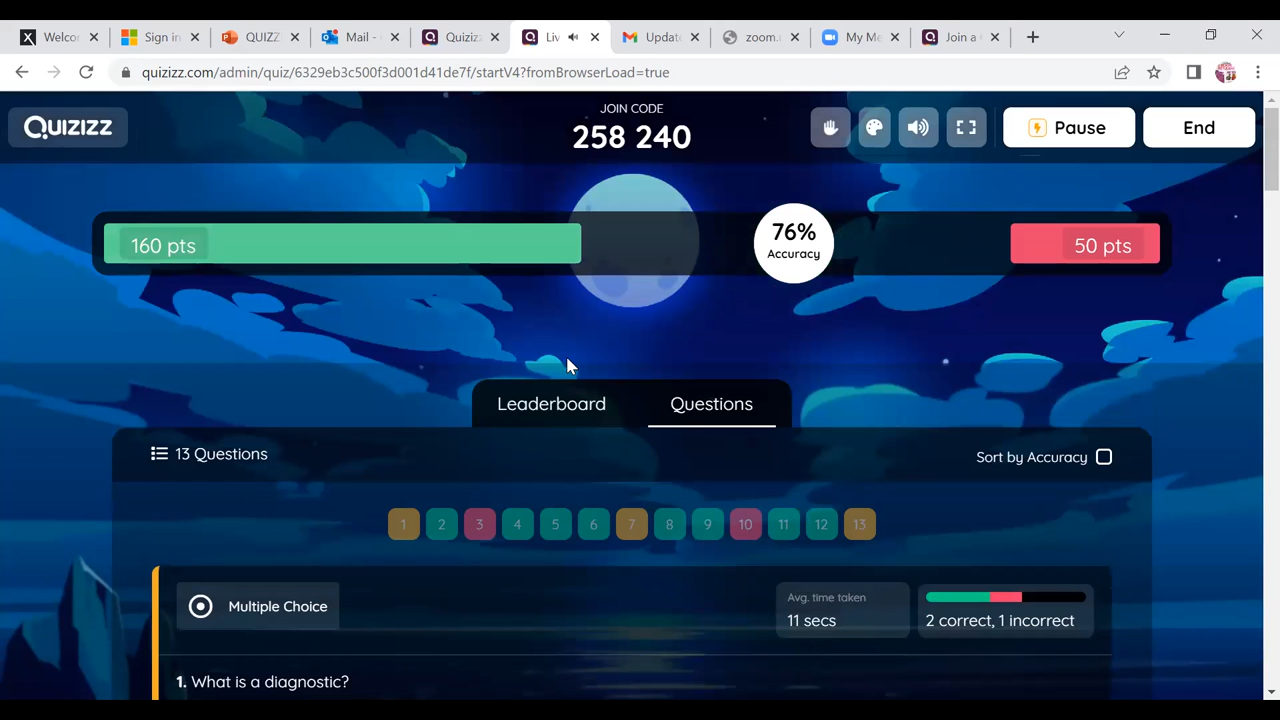 Welco
Sign in
QUIZZ
Mail -
Quizizz
Liv
Update
zoom.u
My Me
Join a
quizizz.com/admin/quiz/6329eb3c500f3d001d41de7f/startV4?fromBrowserLoad=true
Quizizz
JOIN CODE
258 240
Pause
End
160 pts
76%
Accuracy
50 pts
Leaderboard
Questions
13 Questions
Sort by Accuracy
1 2 3 4 5 6 7 8 9 10 11 12 13
Multiple Choice
Avg. time taken
11 secs
2 correct, 1 incorrect
1. What is a diagnostic?